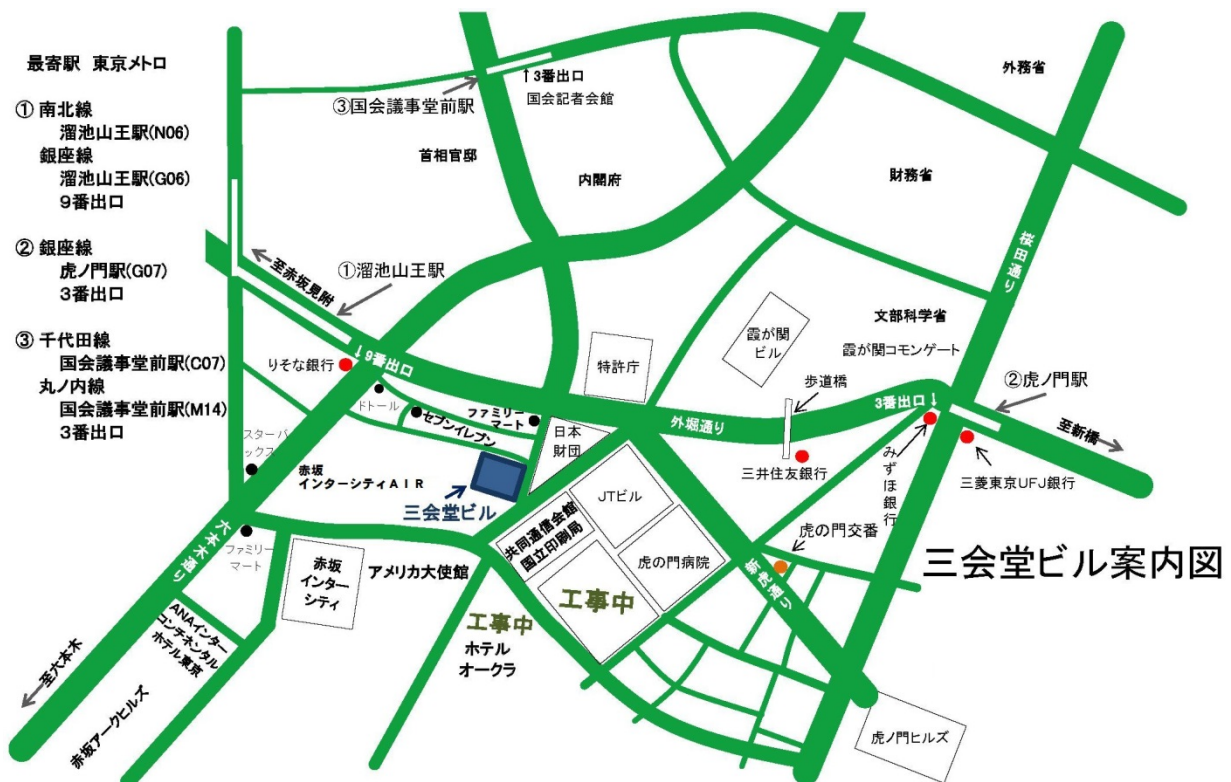 最寄駅 東京メトロ
① 南北線
溜池山王駅(N06)
銀座線
溜池山王駅(G06)
9番出口
② 銀座線
虎ノ門駅(G07)
3番出口
③ 千代田線
国会議事堂前駅(C07)
丸ノ内線
国会議事堂前駅(M14)
3番出口
↑3番出口
国会記者会館
③国会議事堂前駅
外務省
首相官邸
内閣府
財務省
桜田通り
至赤坂見附
①溜池山王駅
文部科学省
霞が関コモンゲート
霞が関
ビル
特許庁
歩道橋
②虎ノ門駅
りそな銀行
↑9番出口
3番出口↑
至新橋
ドトール
セブンイレブン
ファミリー
マート
外堀通り
日本
財団
三井住友銀行
みずほ銀行
三菱東京UFJ銀行
スターバ
ックス
赤坂
インターシティAIR
三会堂ビル
JTビル
共同通信会館
国立印刷局
虎の門病院
虎の門交番
新虎通り
三会堂ビル案内図
六本木通り
ファミリー
マート
赤坂
インター
シティ
アメリカ大使館
工事中
工事中
ホテル
オークラ
ANAインター
コンチネンタル
ホテル東京
至六本木
赤坂アークヒルズ
虎ノ門ヒルズ